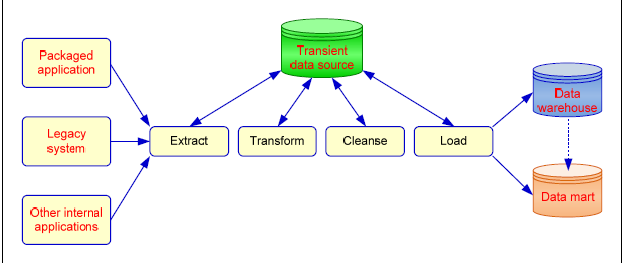 Transient
data source
Packaged
application
Legacy
system
Other internal
applications
Extract
Transform
Cleanse
Load
Data
warehouse
Data mart